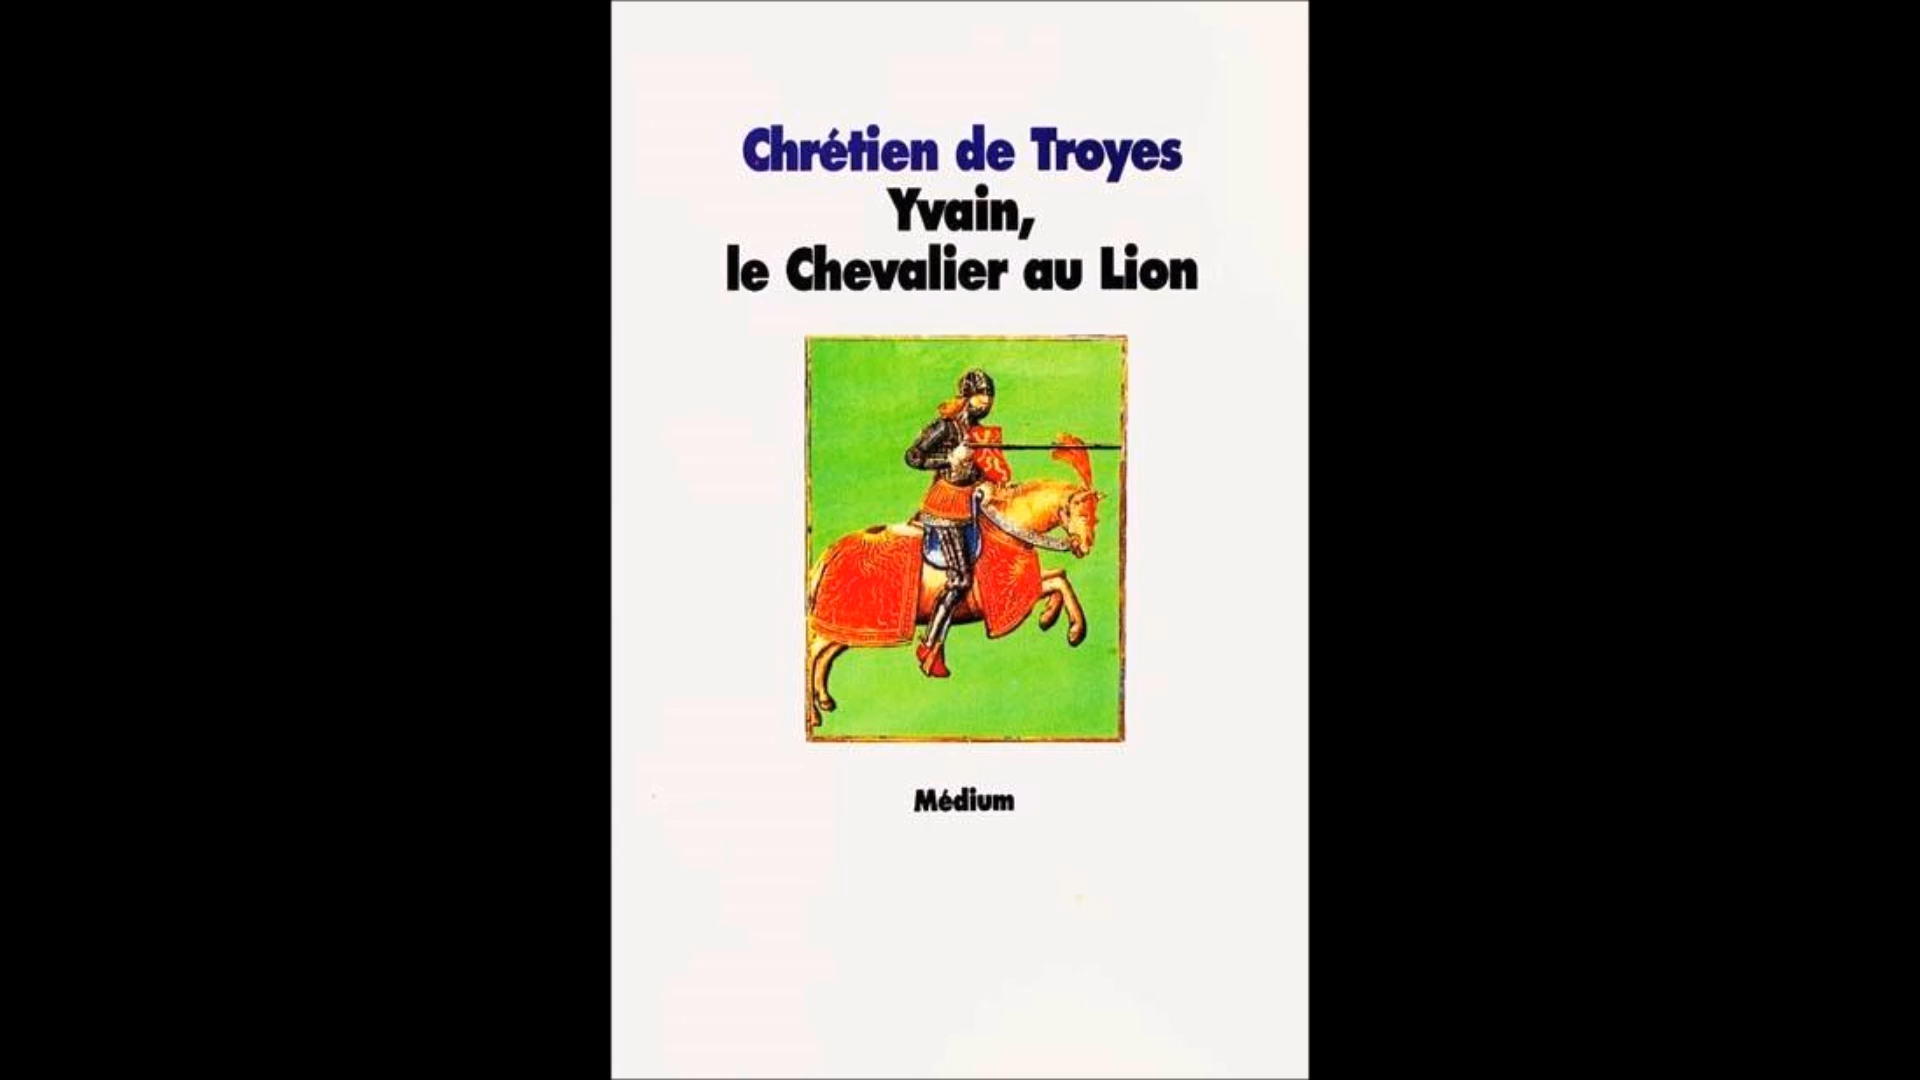 Chrétien de Troyes
Yvain,
le Chevalier au Lion
Médium